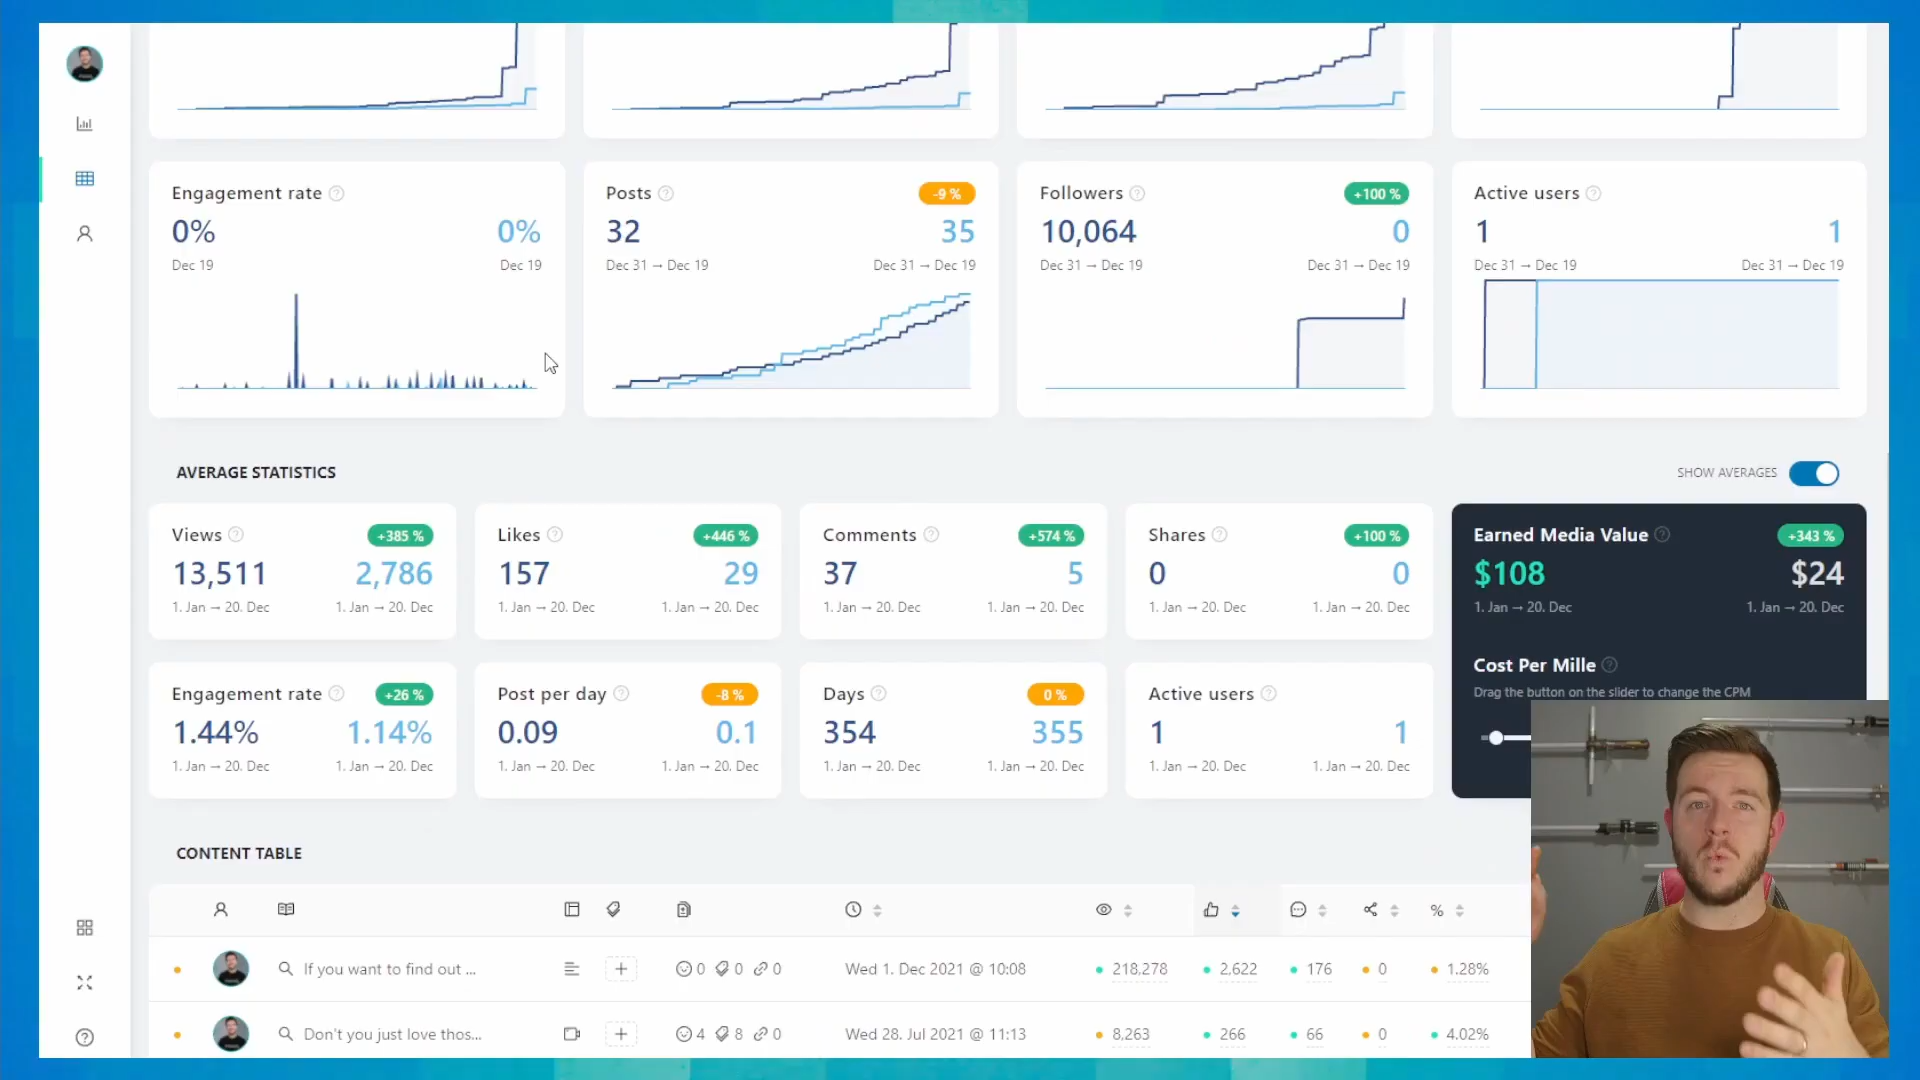 Engagement rate
0% 0%
Dec 19 Dec 19
Posts -9 %
32 35
Dec 31 → Dec 19 Dec 31 → Dec 19
Followers +100 %
10,064 0
Dec 31 → Dec 19 Dec 31 → Dec 19
Active users
1 1
Dec 31 → Dec 19 Dec 31 → Dec 19
AVERAGE STATISTICS
SHOW AVERAGES
Views +385 %
13,511 2,786
1. Jan → 20. Dec 1. Jan → 20. Dec
Likes +446 %
157 29
1. Jan → 20. Dec 1. Jan → 20. Dec
Comments +574 %
37 5
1. Jan → 20. Dec 1. Jan → 20. Dec
Shares +100 %
0 0
1. Jan → 20. Dec 1. Jan → 20. Dec
Earned Media Value +343 %
$108 $24
1. Jan → 20. Dec 1. Jan → 20. Dec
Cost Per Mille
Drag the button on the slider to change the CPM
Engagement rate +26 %
1.44% 1.14%
1. Jan → 20. Dec 1. Jan → 20. Dec
Post per day -8 %
0.09 0.1
1. Jan → 20. Dec 1. Jan → 20. Dec
Days 0 %
354 355
1. Jan → 20. Dec 1. Jan → 20. Dec
Active users
1 1
1. Jan → 20. Dec 1. Jan → 20. Dec
CONTENT TABLE
%
If you want to find out ... + 0 0 0 Wed 1. Dec 2021 @ 10:08 218,278 2,622 176 0 1.28%
Don't you just love thos... + 4 8 0 Wed 28. Jul 2021 @ 11:13 8,263 266 66 0 4.02%